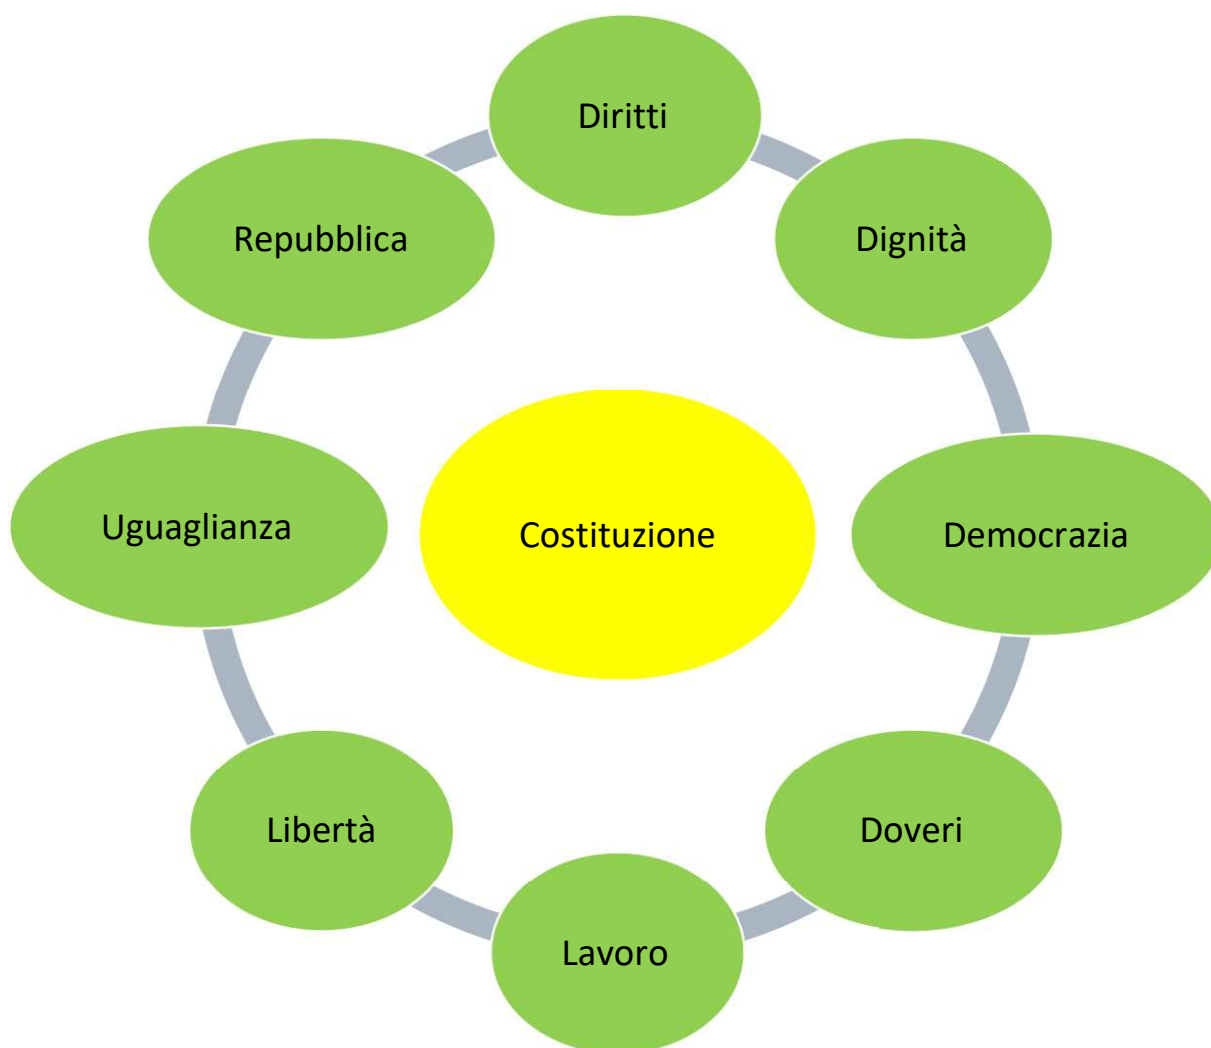 Diritti
Repubblica
Dignità
Uguaglianza
Costituzione
Democrazia
Libertà
Doveri
Lavoro